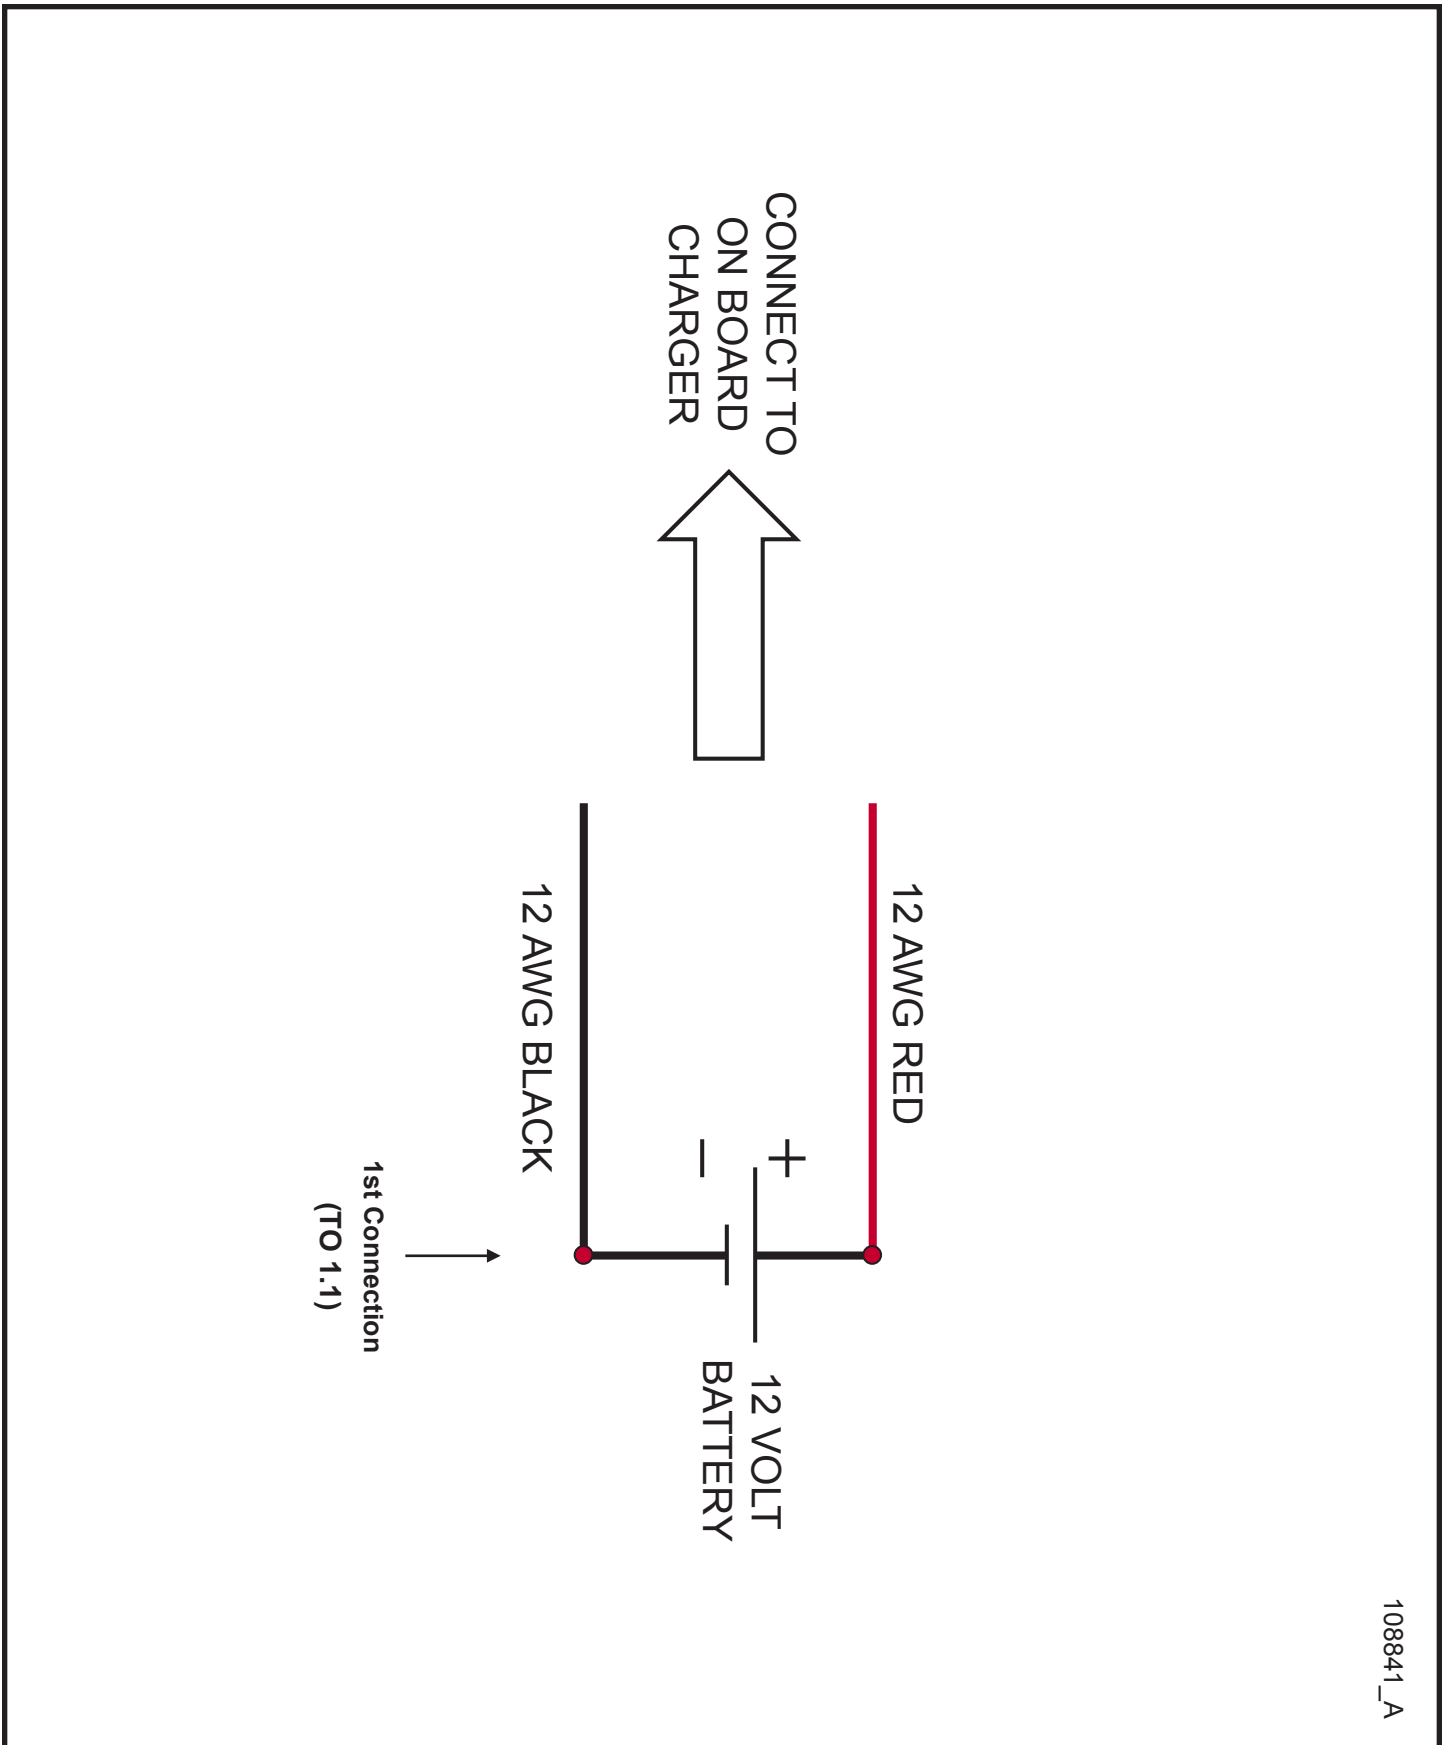 108841_A
12 AWG RED
CONNECT TO
ON BOARD
CHARGER
+
–
12 VOLT
BATTERY
12 AWG BLACK
1st Connection
(TO 1.1)